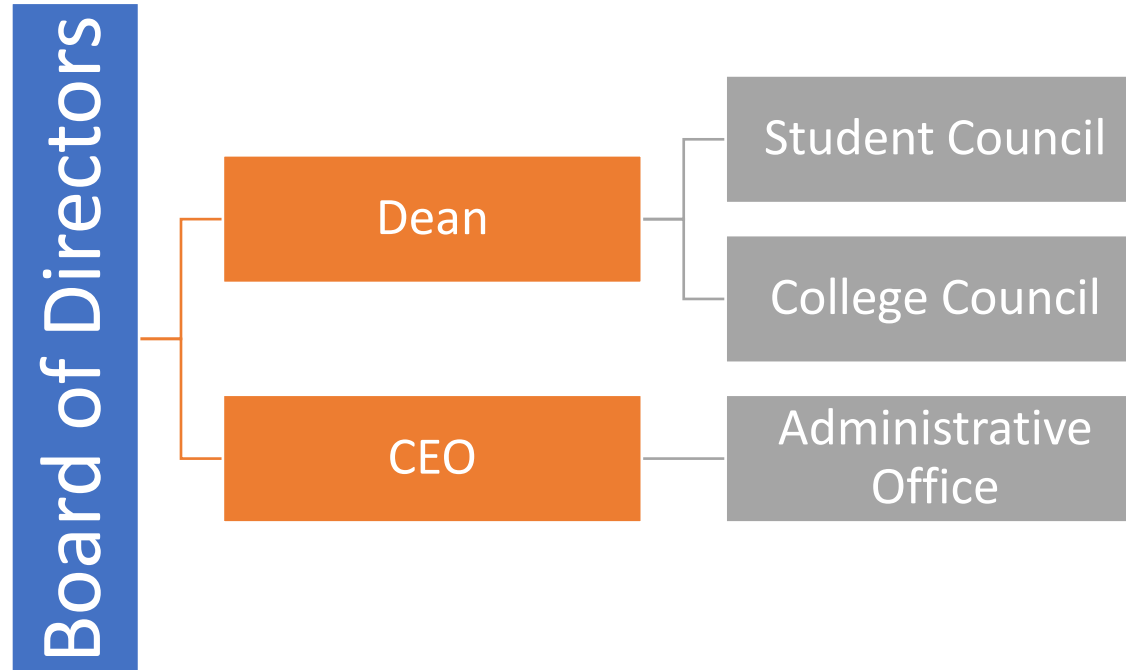 Board of Directors
Dean
CEO
Student Council
College Council
Administrative
Office